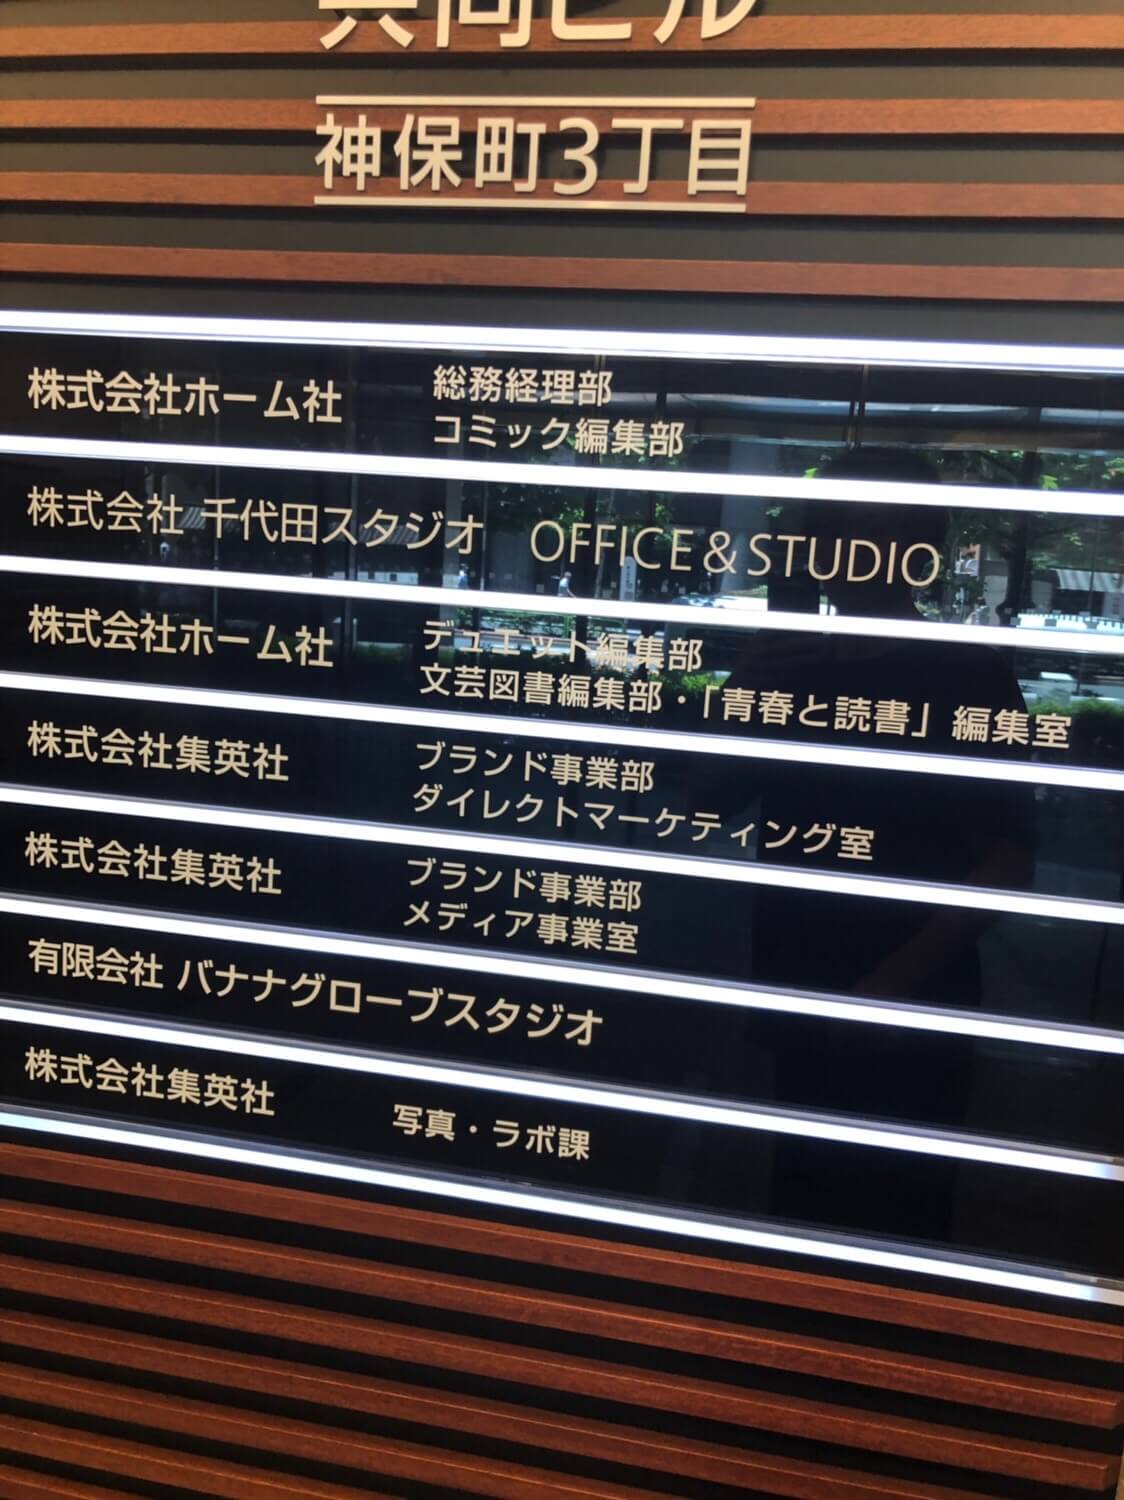 共同ビル
神保町3丁目
株式会社ホーム社 総務経理部
コミック編集部
株式会社 千代田スタジオ OFFICE&STUDIO
株式会社ホーム社 デュエット編集部
文芸図書編集部・「青春と読書」編集室
株式会社集英社 ブランド事業部
ダイレクトマーケティング室
株式会社集英社 ブランド事業部
メディア事業室
有限会社 バナナグローブスタジオ
株式会社集英社 写真・ラボ課